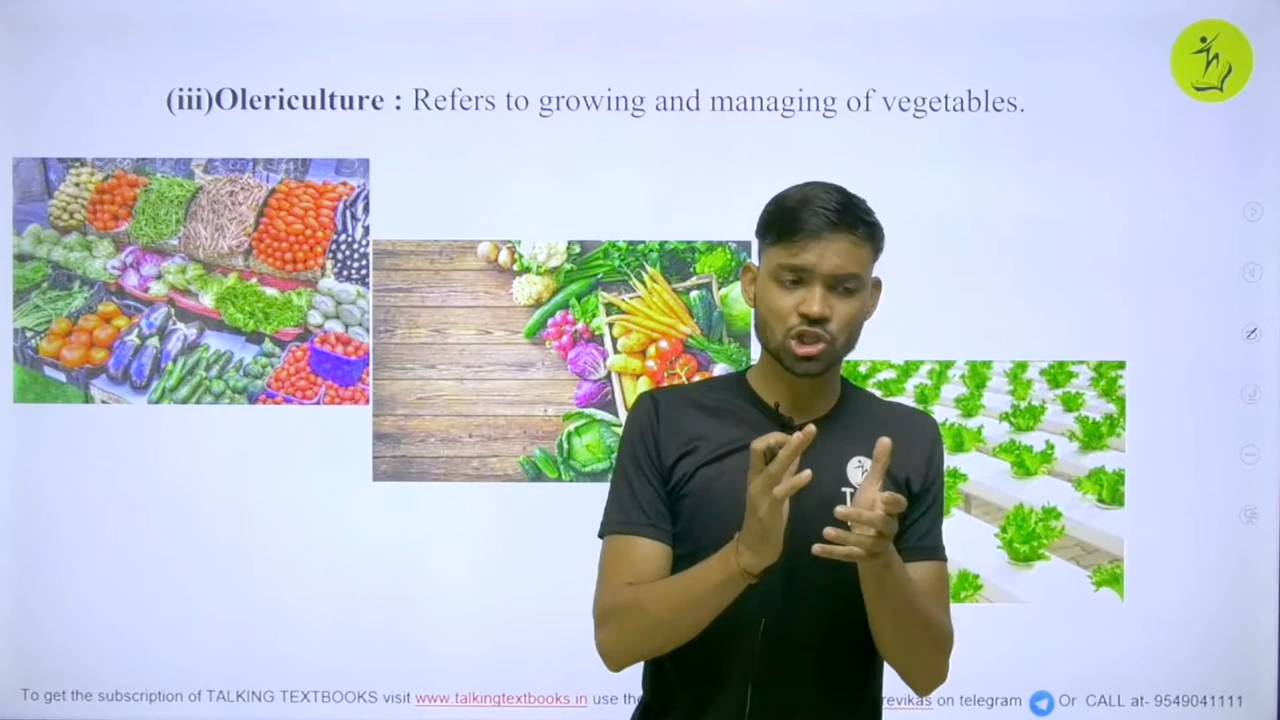 (iii)Olericulture : Refers to growing and managing of vegetables.
To get the subscription of TALKING TEXTBOOKS visit www.talkingtextbooks.in use the revikas on telegram Or CALL at- 9549041111